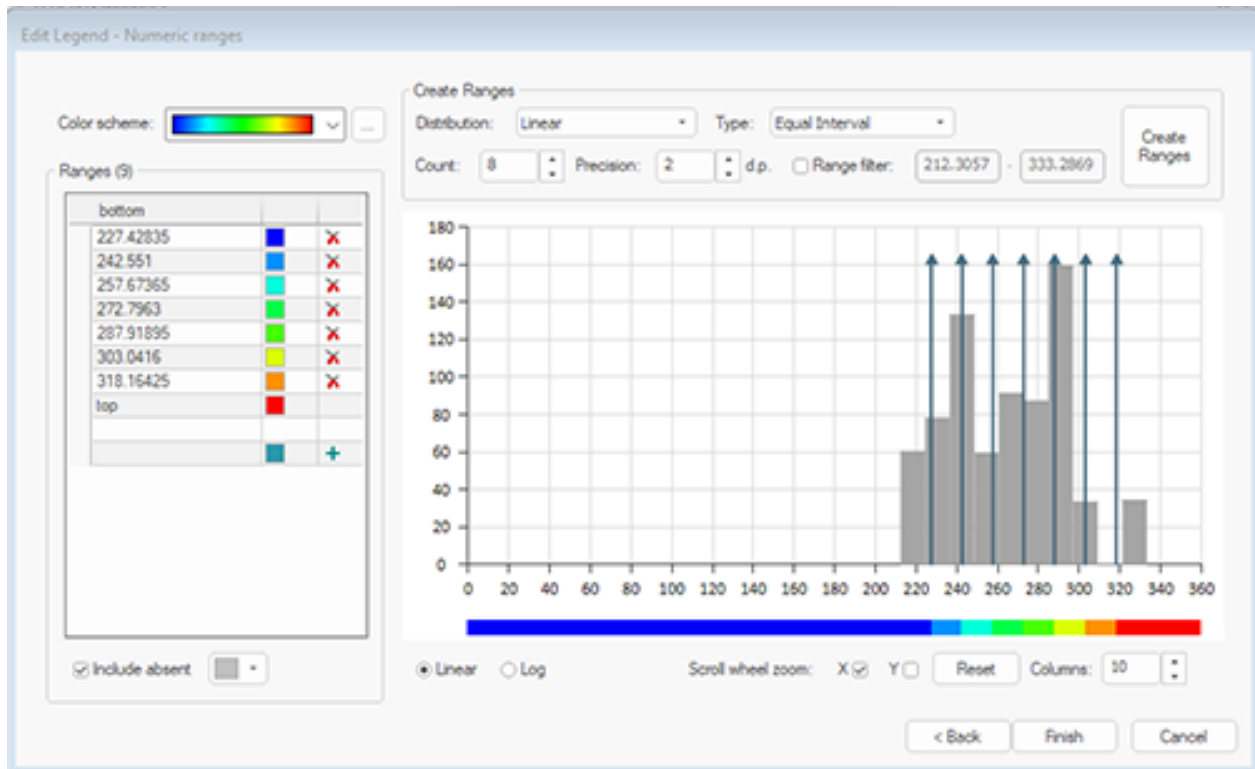 Edit Legend - Numeric ranges
Color scheme:
...
Ranges (9)
bottom
227.42835
242.551
257.67365
272.7963
287.91895
303.0416
318.16425
top
Include absent
Create Ranges
Distribution: Linear Type: Equal Interval
Count: 8 Precision: 2 d.p. Range filter: 212.3057 - 333.2869
Create
Ranges
180
160
140
120
100
80
60
40
20
0
0 20 40 60 80 100 120 140 160 180 200 220 240 260 280 300 320 340 360
Linear Log Scroll wheel zoom: X Y Reset Columns: 10
< Back Finish Cancel